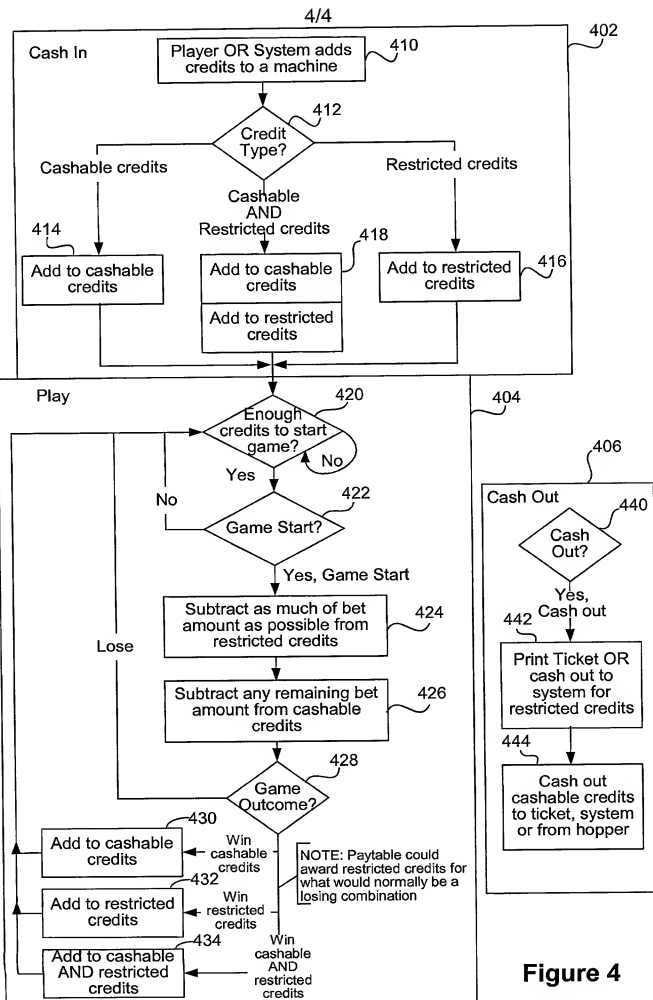 4/4
Cash In
402
Player OR System adds
credits to a machine
410
412
Credit
Type?
Cashable credits
Restricted credits
Cashable
AND
Restricted credits
414
418
416
Add to cashable
credits
Add to cashable
credits
Add to restricted
credits
Add to restricted
credits
Play
404
420
Enough
credits to start
game?
No
Yes
422
No
Game Start?
Yes, Game Start
Subtract as much of bet
amount as possible from
restricted credits
424
Lose
Subtract any remaining bet
amount from cashable
credits
426
428
Game
Outcome?
430
Add to cashable
credits
Win
cashable
credits
NOTE: Paytable could
award restricted credits for
what would normally be a
losing combination
432
Add to restricted
credits
Win
restricted
credits
434
Add to cashable
AND restricted
credits
Win
cashable
AND
restricted
credits
406
Cash Out
440
Cash
Out?
Yes,
Cash out
442
Print Ticket OR
cash out to
system for
restricted credits
444
Cash out
cashable credits
to ticket, system
or from hopper
Figure 4